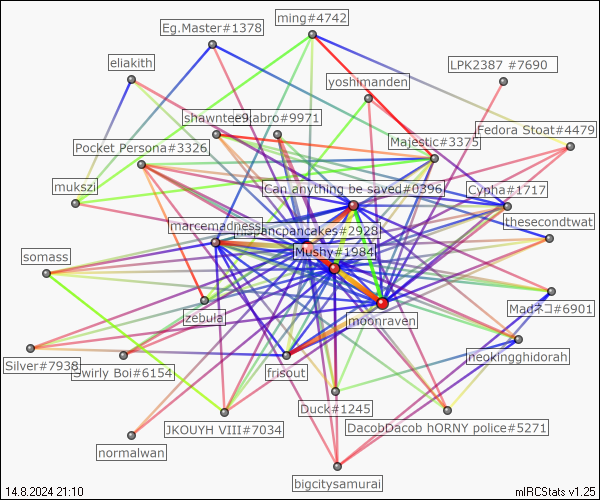 ming#4742
Eg.Master#1378
eliakith
LPK2387 #7690
yoshimanden
shawntee
abro#9971
Fedora Stoat#4479
Majestic#3375
Pocket Persona#3326
mukszi
Can anything be saved#0396
Cypha#1717
marcemadness
pancpancakes#2928
thesecondtwat
Mushy#1984
somass
zebula
moonraven
Madネコ#6901
neokingghidorah
Silver#7938
Swirly Boi#6154
frisout
Duck#1245
JKOUYH VIII#7034
DacobDacob hORNY police#5271
normalwan
bigcitysamurai
14.8.2024 21:10
mIRCStats v1.25